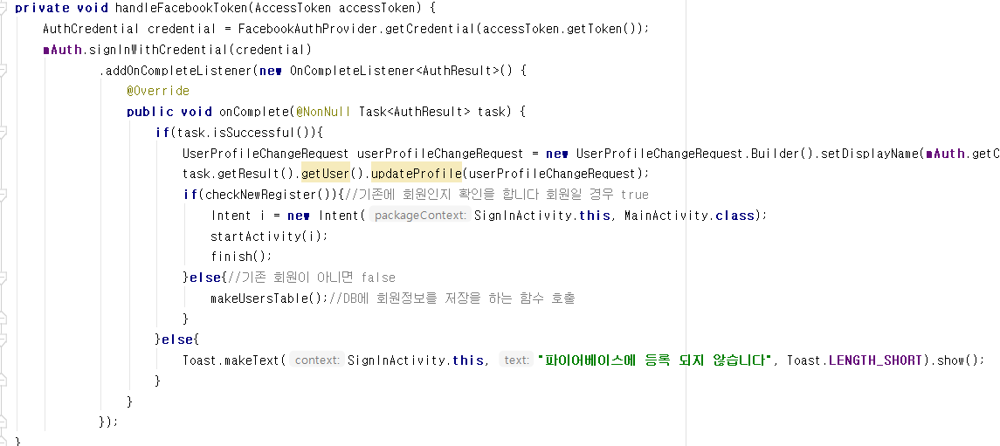 private void handleFacebookToken(AccessToken accessToken) {
    AuthCredential credential = FacebookAuthProvider.getCredential(accessToken.getToken());
    mAuth.signInWithCredential(credential)
            .addOnCompleteListener(new OnCompleteListener<AuthResult>() {
                @Override
                public void onComplete(@NonNull Task<AuthResult> task) {
                    if(task.isSuccessful()){
                        UserProfileChangeRequest userProfileChangeRequest = new UserProfileChangeRequest.Builder().setDisplayName(mAuth.getC
                        task.getResult().getUser().updateProfile(userProfileChangeRequest);
                        if(checkNewRegister()){//기존에 회원인지 확인을 합니다 회원일 경우 true
                            Intent i = new Intent( packageContext: SignInActivity.this, MainActivity.class);
                            startActivity(i);
                            finish();
                        }else{//기존 회원이 아니면 false
                            makeUsersTable();//DB에 회원정보를 저장을 하는 함수 호출
                        }
                    }else{
                        Toast.makeText( context: SignInActivity.this, text: "파이어베이스에 등록 되지 않습니다", Toast.LENGTH_SHORT).show();
                    }
                }
            });
}